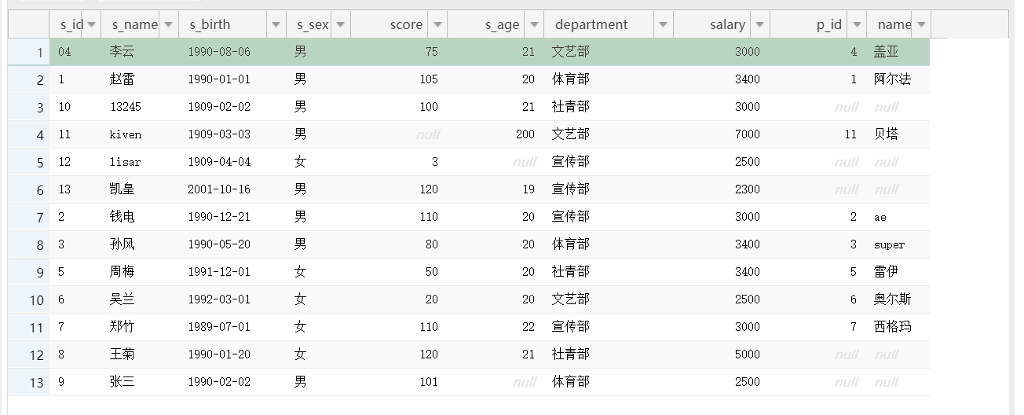 s_id s_name s_birth s_sex score s_age department salary p_id name
1 04 李云 1990-08-06 男 75 21 文艺部 3000 4 盖亚
2 1 赵雷 1990-01-01 男 105 20 体育部 3400 1 阿尔法
3 10 13245 1909-02-02 男 100 21 社青部 3000 null null
4 11 kiven 1909-03-03 男 null 200 文艺部 7000 11 贝塔
5 12 lisar 1909-04-04 女 3 null 宣传部 2500 null null
6 13 凯皇 2001-10-16 男 120 19 宣传部 2300 null null
7 2 钱电 1990-12-21 男 110 20 宣传部 3000 2 ae
8 3 孙风 1990-05-20 男 80 20 体育部 3400 3 super
9 5 周梅 1991-12-01 女 50 20 社青部 3400 5 雷伊
10 6 吴兰 1992-03-01 女 20 20 文艺部 2500 6 奥尔斯
11 7 郑竹 1989-07-01 女 110 22 宣传部 3000 7 西格玛
12 8 王菊 1990-01-20 女 120 21 社青部 5000 null null
13 9 张三 1990-02-02 男 101 null 体育部 2500 null null